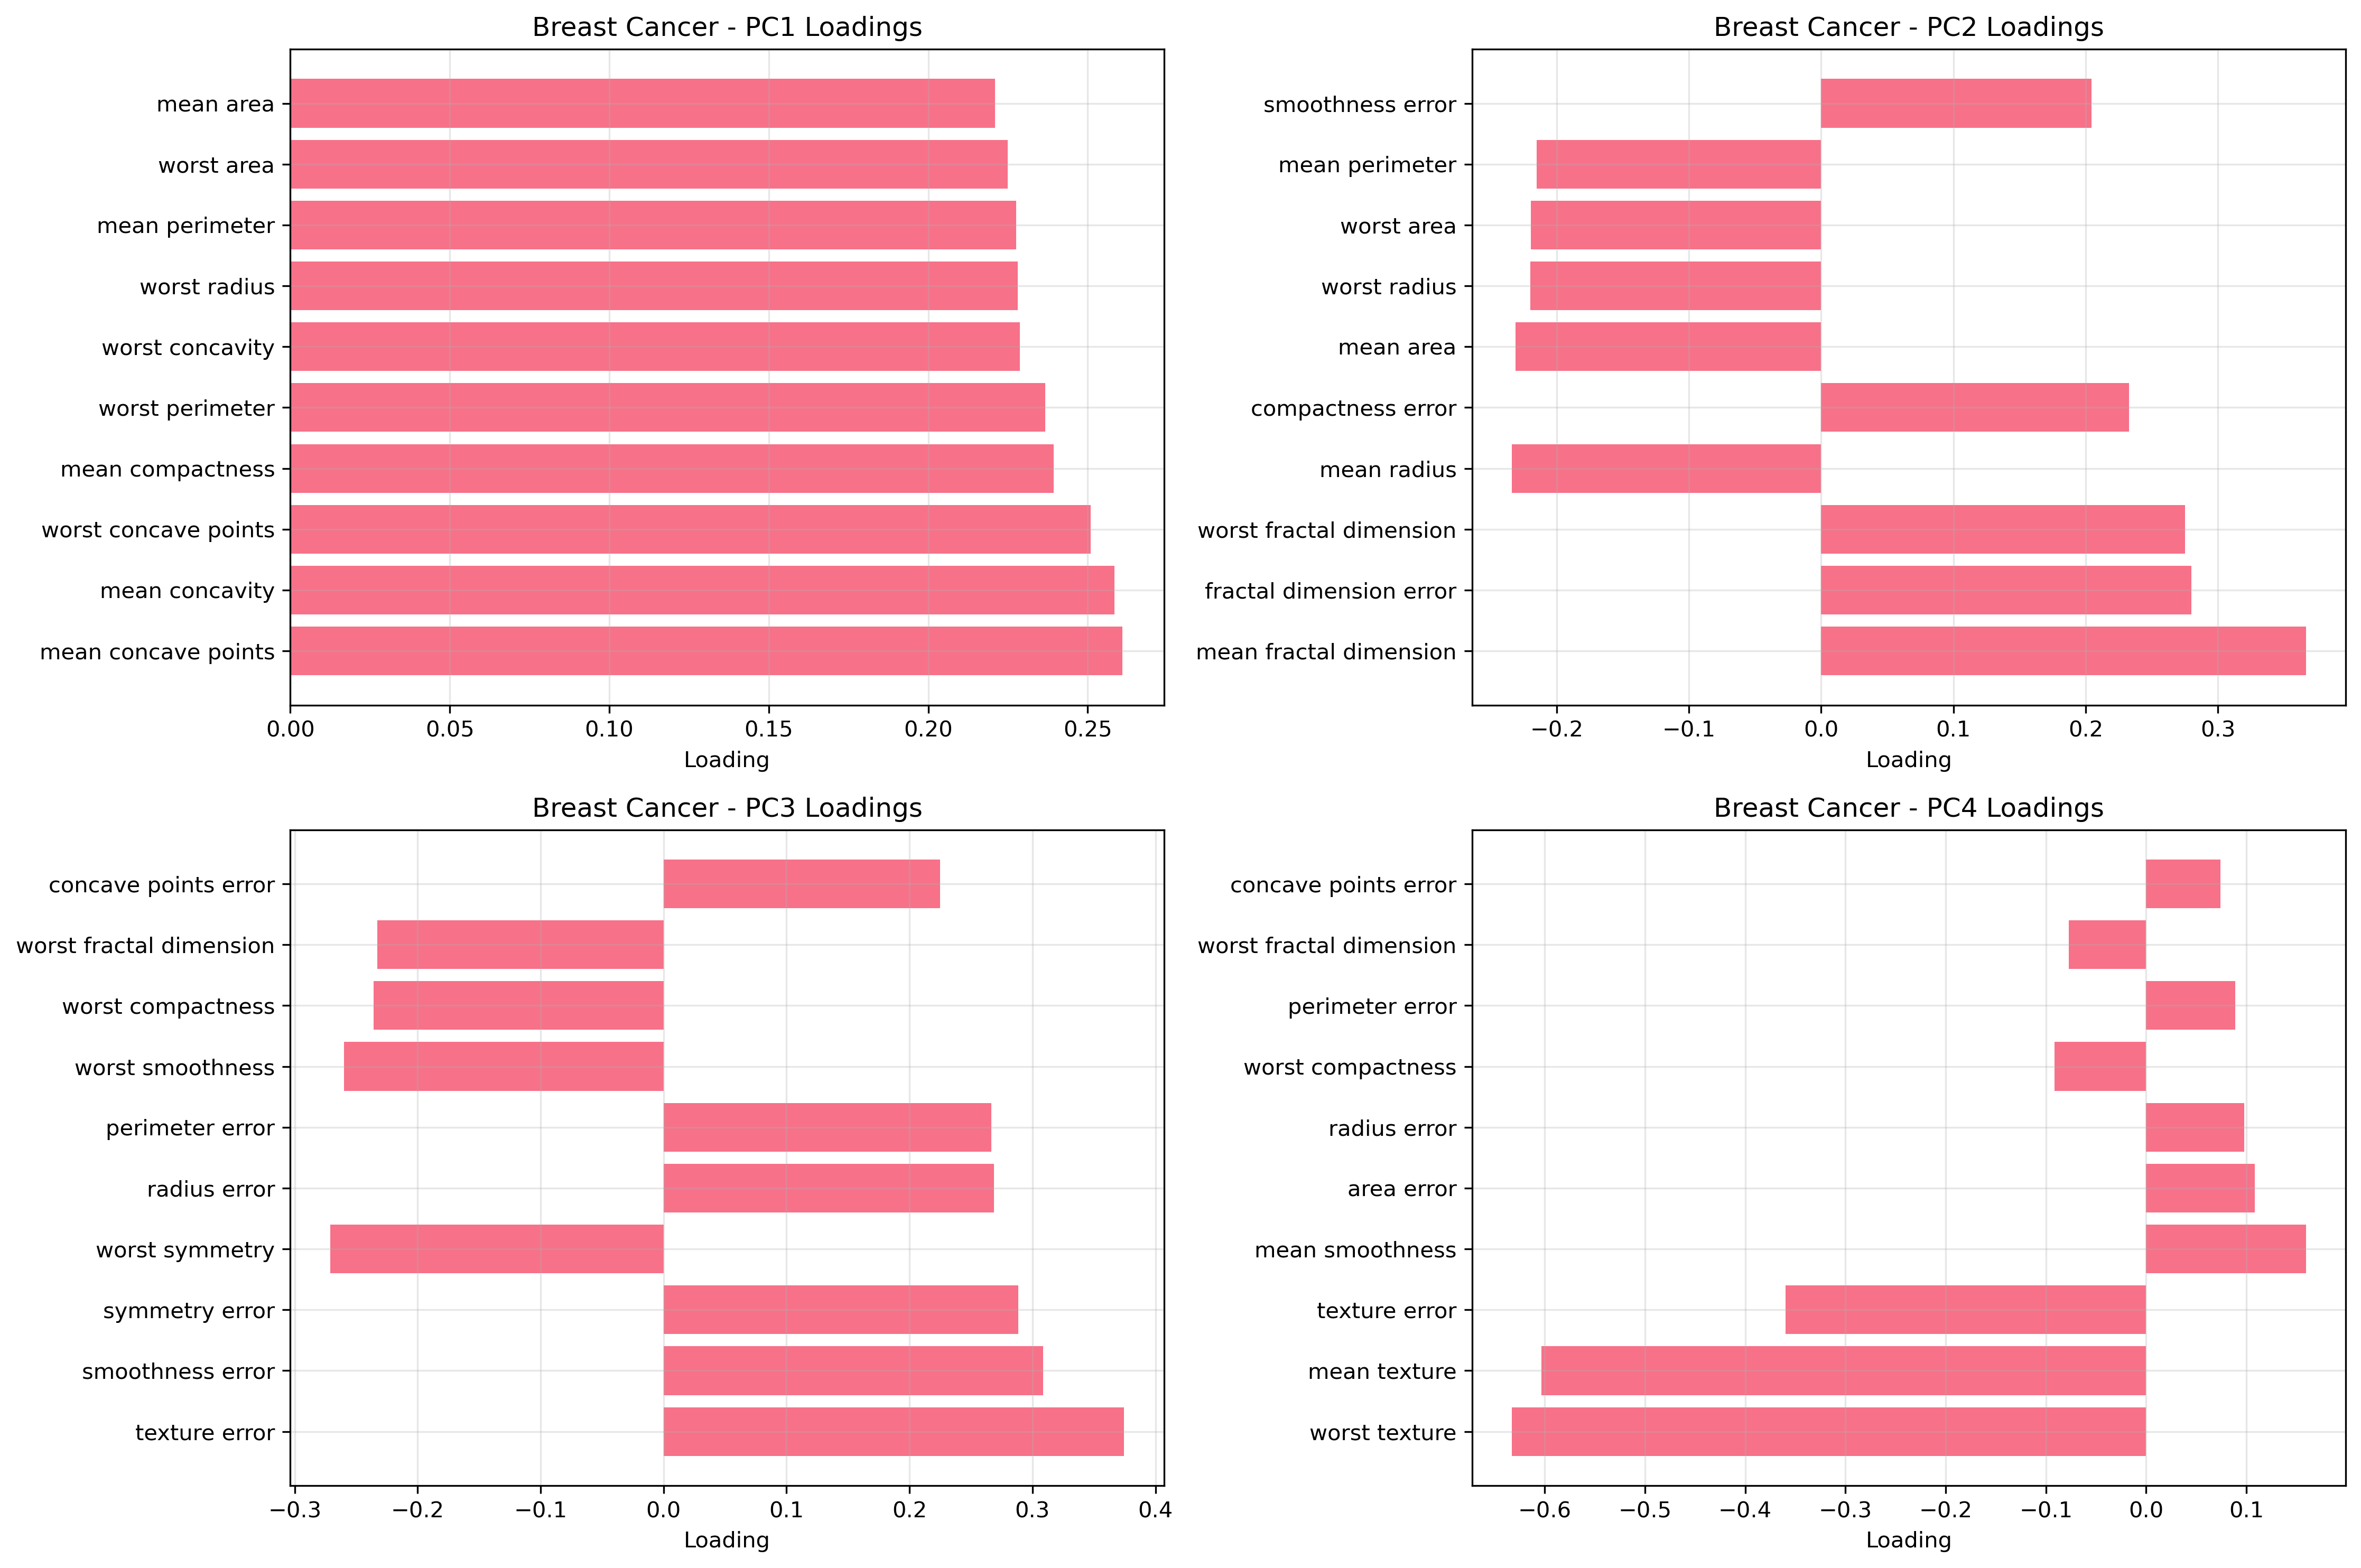 Breast Cancer - PC1 Loadings
mean area
worst area
mean perimeter
worst radius
worst concavity
worst perimeter
mean compactness
worst concave points
mean concavity
mean concave points
0.00 0.05 0.10 0.15 0.20 0.25
Loading
Breast Cancer - PC2 Loadings
smoothness error
mean perimeter
worst area
worst radius
mean area
compactness error
mean radius
worst fractal dimension
fractal dimension error
mean fractal dimension
−0.2 −0.1 0.0 0.1 0.2 0.3
Loading
Breast Cancer - PC3 Loadings
concave points error
worst fractal dimension
worst compactness
worst smoothness
perimeter error
radius error
worst symmetry
symmetry error
smoothness error
texture error
−0.3 −0.2 −0.1 0.0 0.1 0.2 0.3 0.4
Loading
Breast Cancer - PC4 Loadings
concave points error
worst fractal dimension
perimeter error
worst compactness
radius error
area error
mean smoothness
texture error
mean texture
worst texture
−0.6 −0.5 −0.4 −0.3 −0.2 −0.1 0.0 0.1
Loading